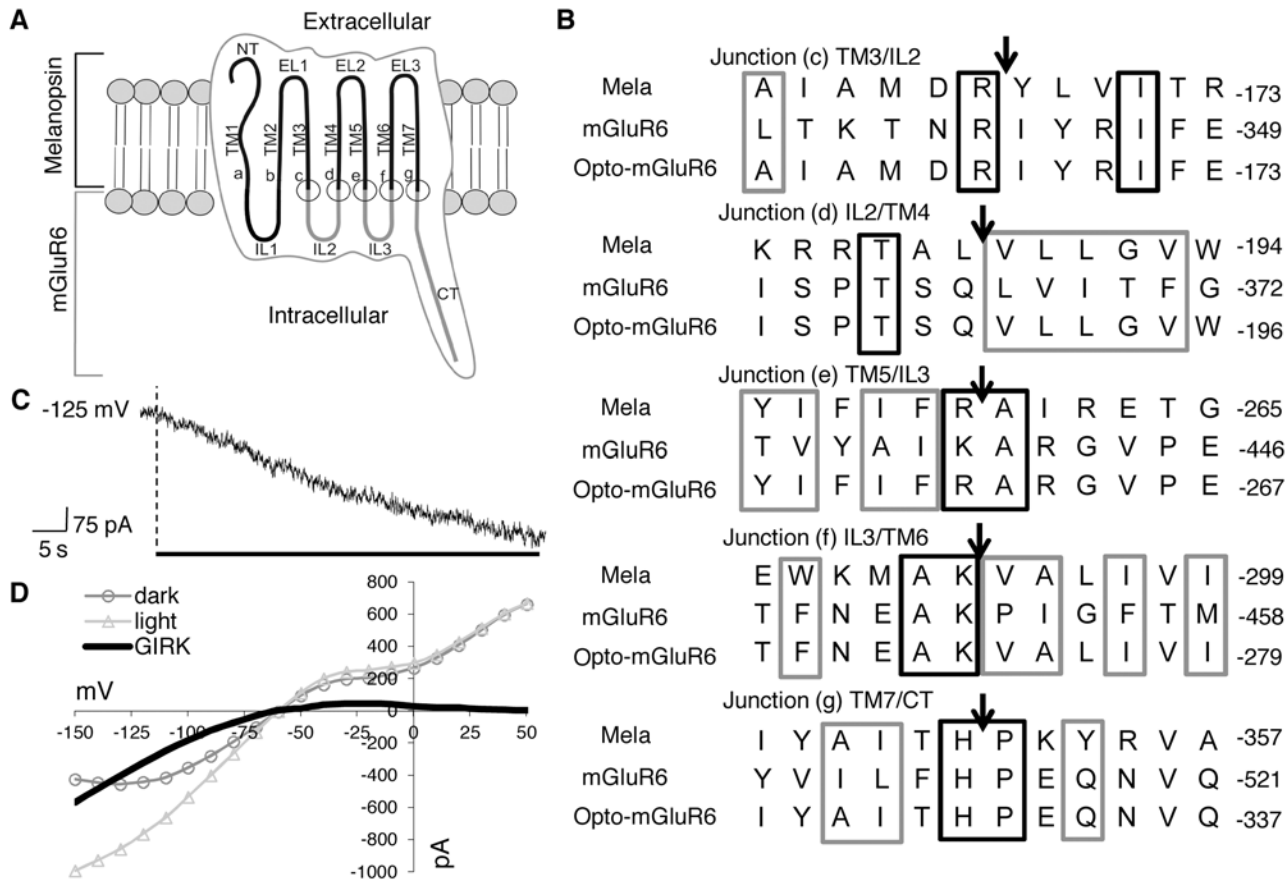 A
Extracellular
Melanopsin
mGluR6
NT
EL1
EL2
EL3
TM1
TM2
TM3
TM4
TM5
TM6
TM7
a
b
c
d
e
f
g
IL1
IL2
IL3
CT
Intracellular
B
Junction (c) TM3/IL2
Mela A I A M D R Y L V I T R -173
mGluR6 L T K T N R I Y R I F E -349
Opto-mGluR6 A I A M D R I Y R I F E -173
Junction (d) IL2/TM4
Mela K R R T A L V L L G V W -194
mGluR6 I S P T S Q L V I T F G -372
Opto-mGluR6 I S P T S Q V L L G V W -196
Junction (e) TM5/IL3
Mela Y I F I F R A I R E T G -265
mGluR6 T V Y A I K A R G V P E -446
Opto-mGluR6 Y I F I F R A R G V P E -267
Junction (f) IL3/TM6
Mela E W K M A K V A L I V I -299
mGluR6 T F N E A K P I G F T M -458
Opto-mGluR6 T F N E A K V A L I V I -279
Junction (g) TM7/CT
Mela I Y A I T H P K Y R V A -357
mGluR6 Y V I L F H P E Q N V Q -521
Opto-mGluR6 I Y A I T H P E Q N V Q -337
C
-125 mV
75 pA
5 s
D
dark
light
GIRK
mV
-150 -125 -100 -75 -50 -25 0 25 50
800
600
400
200
0
-200
-400
-600
-800
-1000
pA